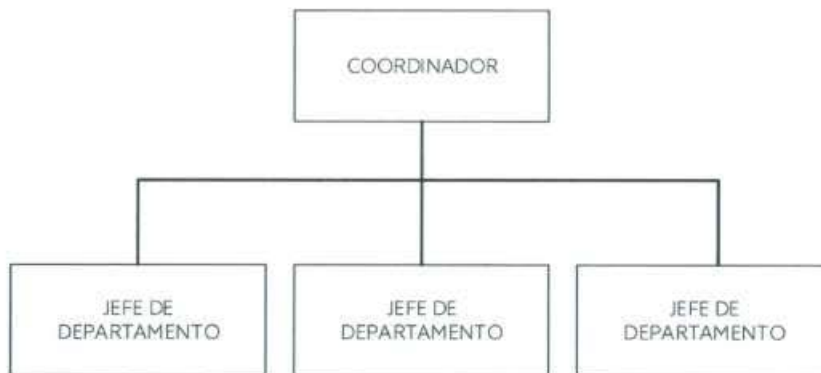 COORDINADOR
JEFE DE
DEPARTAMENTO
JEFE DE
DEPARTAMENTO
JEFE DE
DEPARTAMENTO